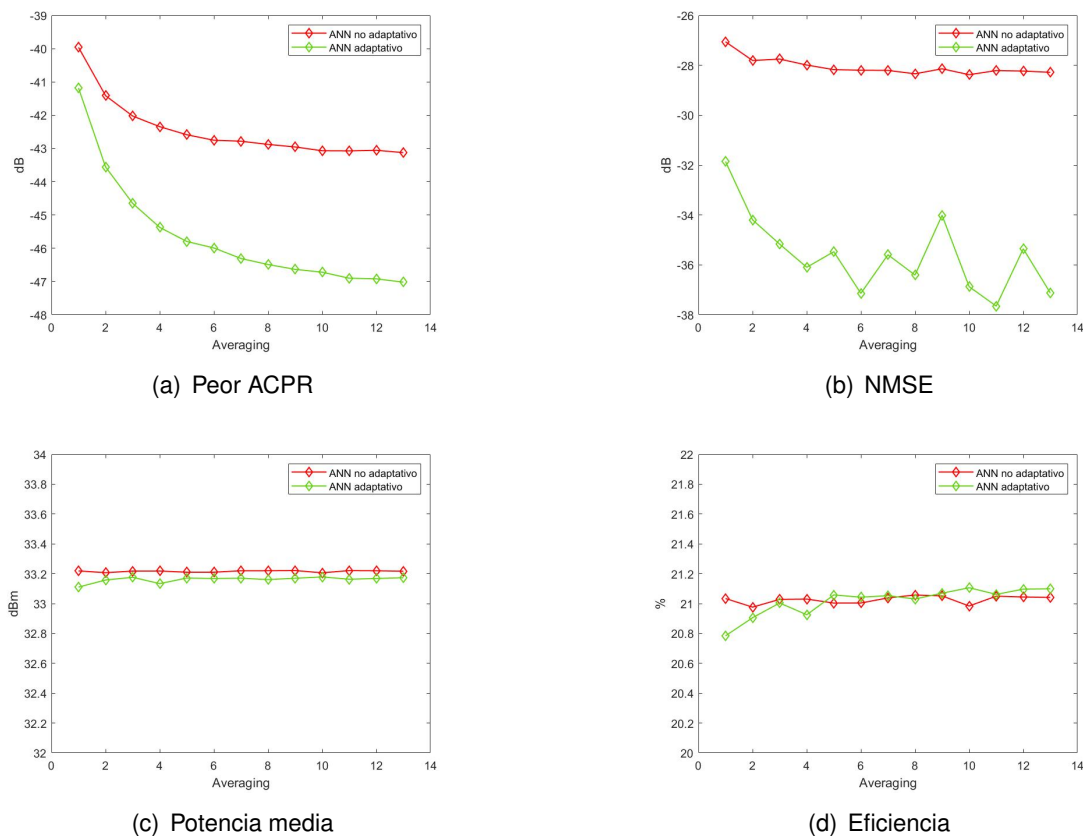 -39
-40
-41
-42
-43
-44
-45
-46
-47
-48
dB
0 2 4 6 8 10 12 14
Averaging
ANN no adaptativo
ANN adaptativo
(a) Peor ACPR
-26
-28
-30
-32
-34
-36
-38
dB
0 2 4 6 8 10 12 14
Averaging
ANN no adaptativo
ANN adaptativo
(b) NMSE
34
33.8
33.6
33.4
33.2
33
32.8
32.6
32.4
32.2
32
dBm
0 2 4 6 8 10 12 14
Averaging
ANN no adaptativo
ANN adaptativo
(c) Potencia media
22
21.8
21.6
21.4
21.2
21
20.8
20.6
20.4
20.2
20
%
0 2 4 6 8 10 12 14
Averaging
ANN no adaptativo
ANN adaptativo
(d) Eficiencia